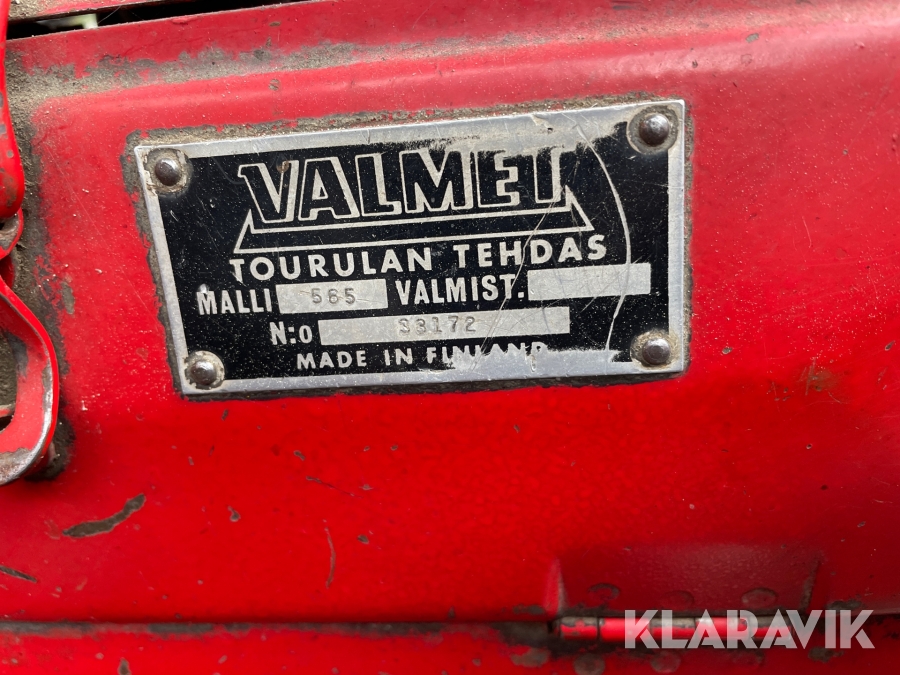 VALMET
TOURULAN TEHDAS
MALLI 565 VALMIST.
N:o 33172
MADE IN FINLAND
KLARAVIK